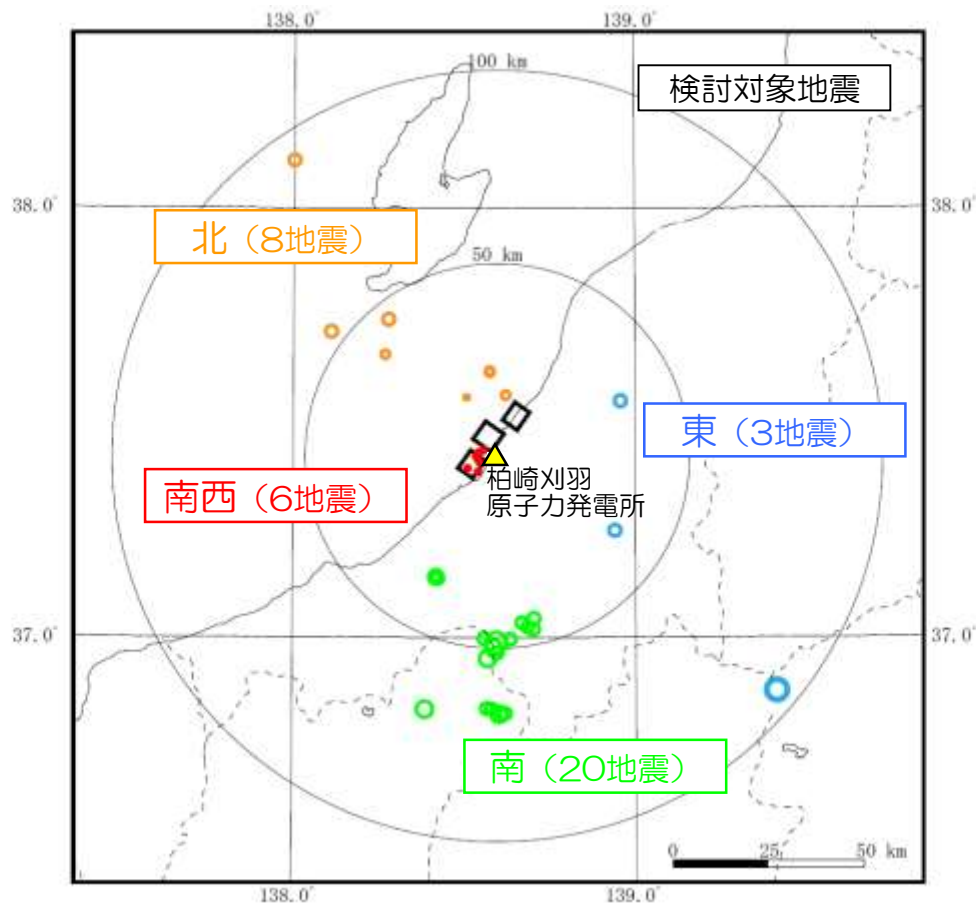 138.0° 139.0°
100 km
検討対象地震
38.0° 38.0°
北（8地震）
50 km
東（3地震）
南西（6地震）
柏崎刈羽
原子力発電所
37.0° 37.0°
南（20地震）
0 25 50 km
138.0° 139.0°